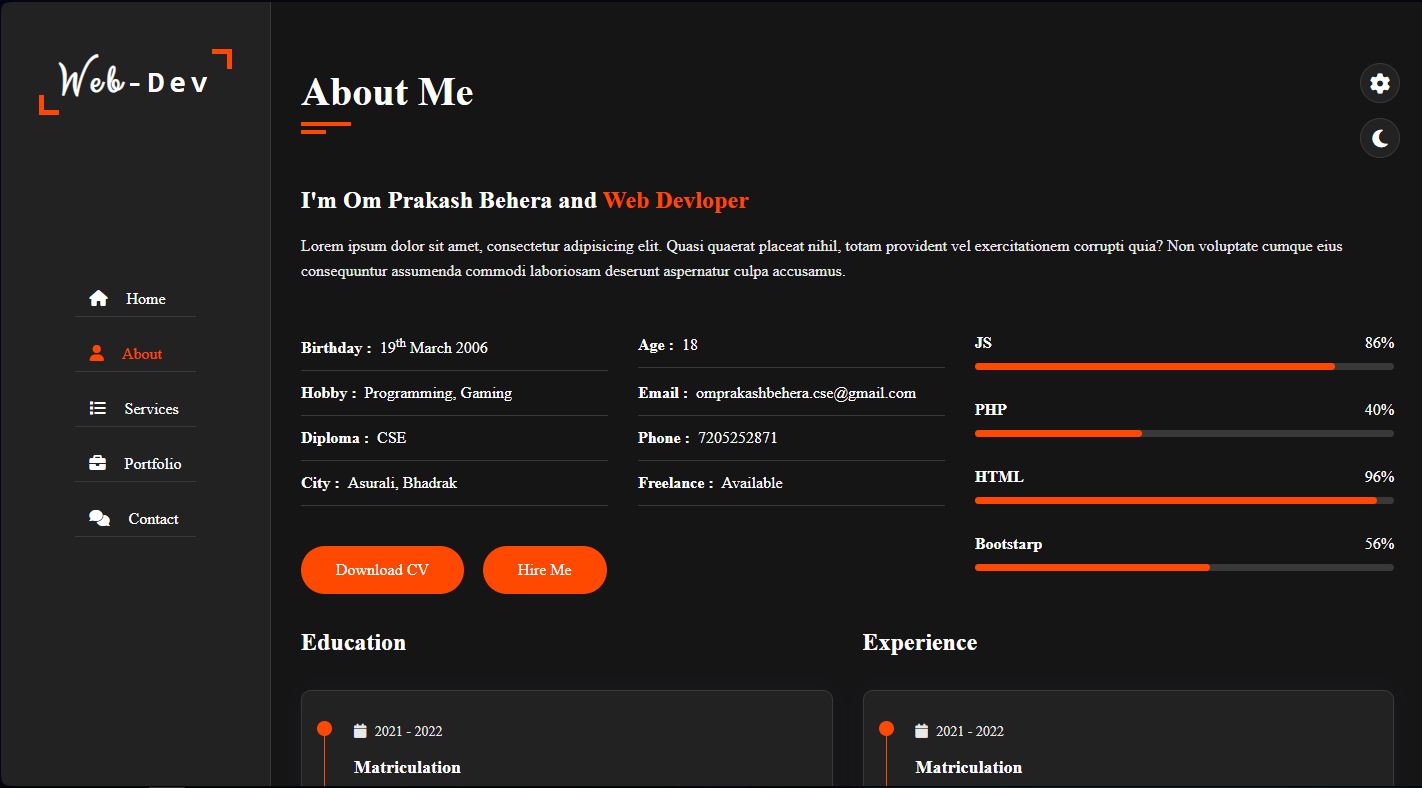 Web-Dev
Home
About
Services
Portfolio
Contact
About Me
I'm Om Prakash Behera and Web Devloper
Lorem ipsum dolor sit amet, consectetur adipisicing elit. Quasi quaerat placeat nihil, totam provident vel exercitationem corrupti quia? Non voluptate cumque eius
consequuntur assumenda commodi laboriosam deserunt aspernatur culpa accusamus.
Birthday : 19th March 2006
Hobby : Programming, Gaming
Diploma : CSE
City : Asurali, Bhadrak
Age : 18
Email : omprakashbehera.cse@gmail.com
Phone : 7205252871
Freelance : Available
JS 86%
PHP 40%
HTML 96%
Bootstarp 56%
Download CV
Hire Me
Education
2021 - 2022
Matriculation
Experience
2021 - 2022
Matriculation